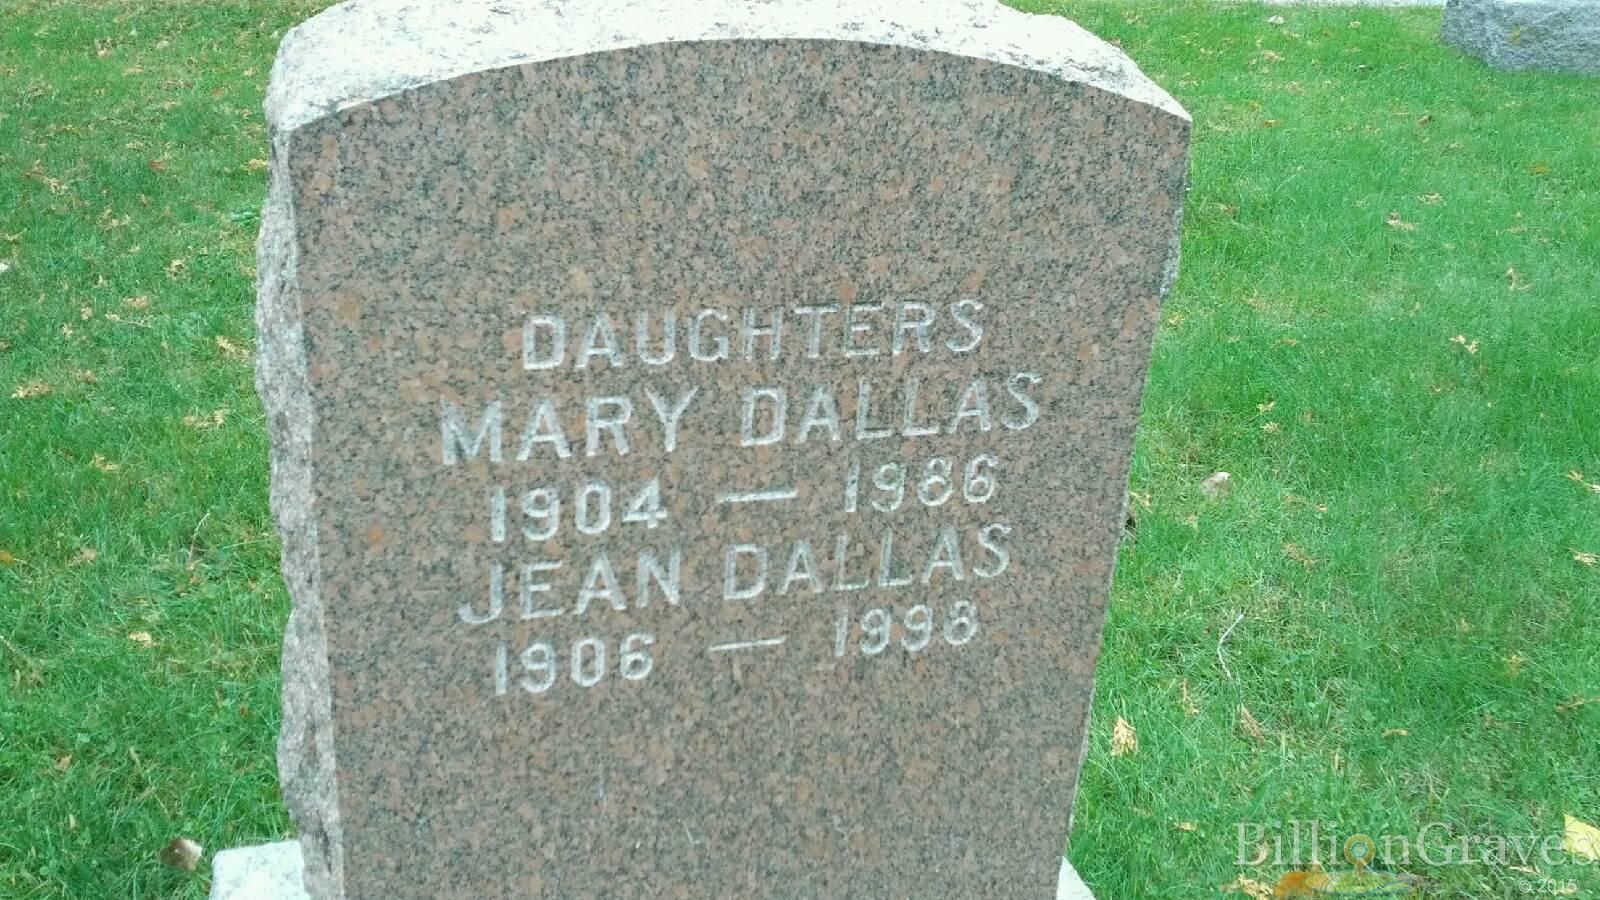 DAUGHTERS
MARY DALLAS
1904 — 1986
JEAN DALLAS
1906 — 1998
BillionGraves
© 2015